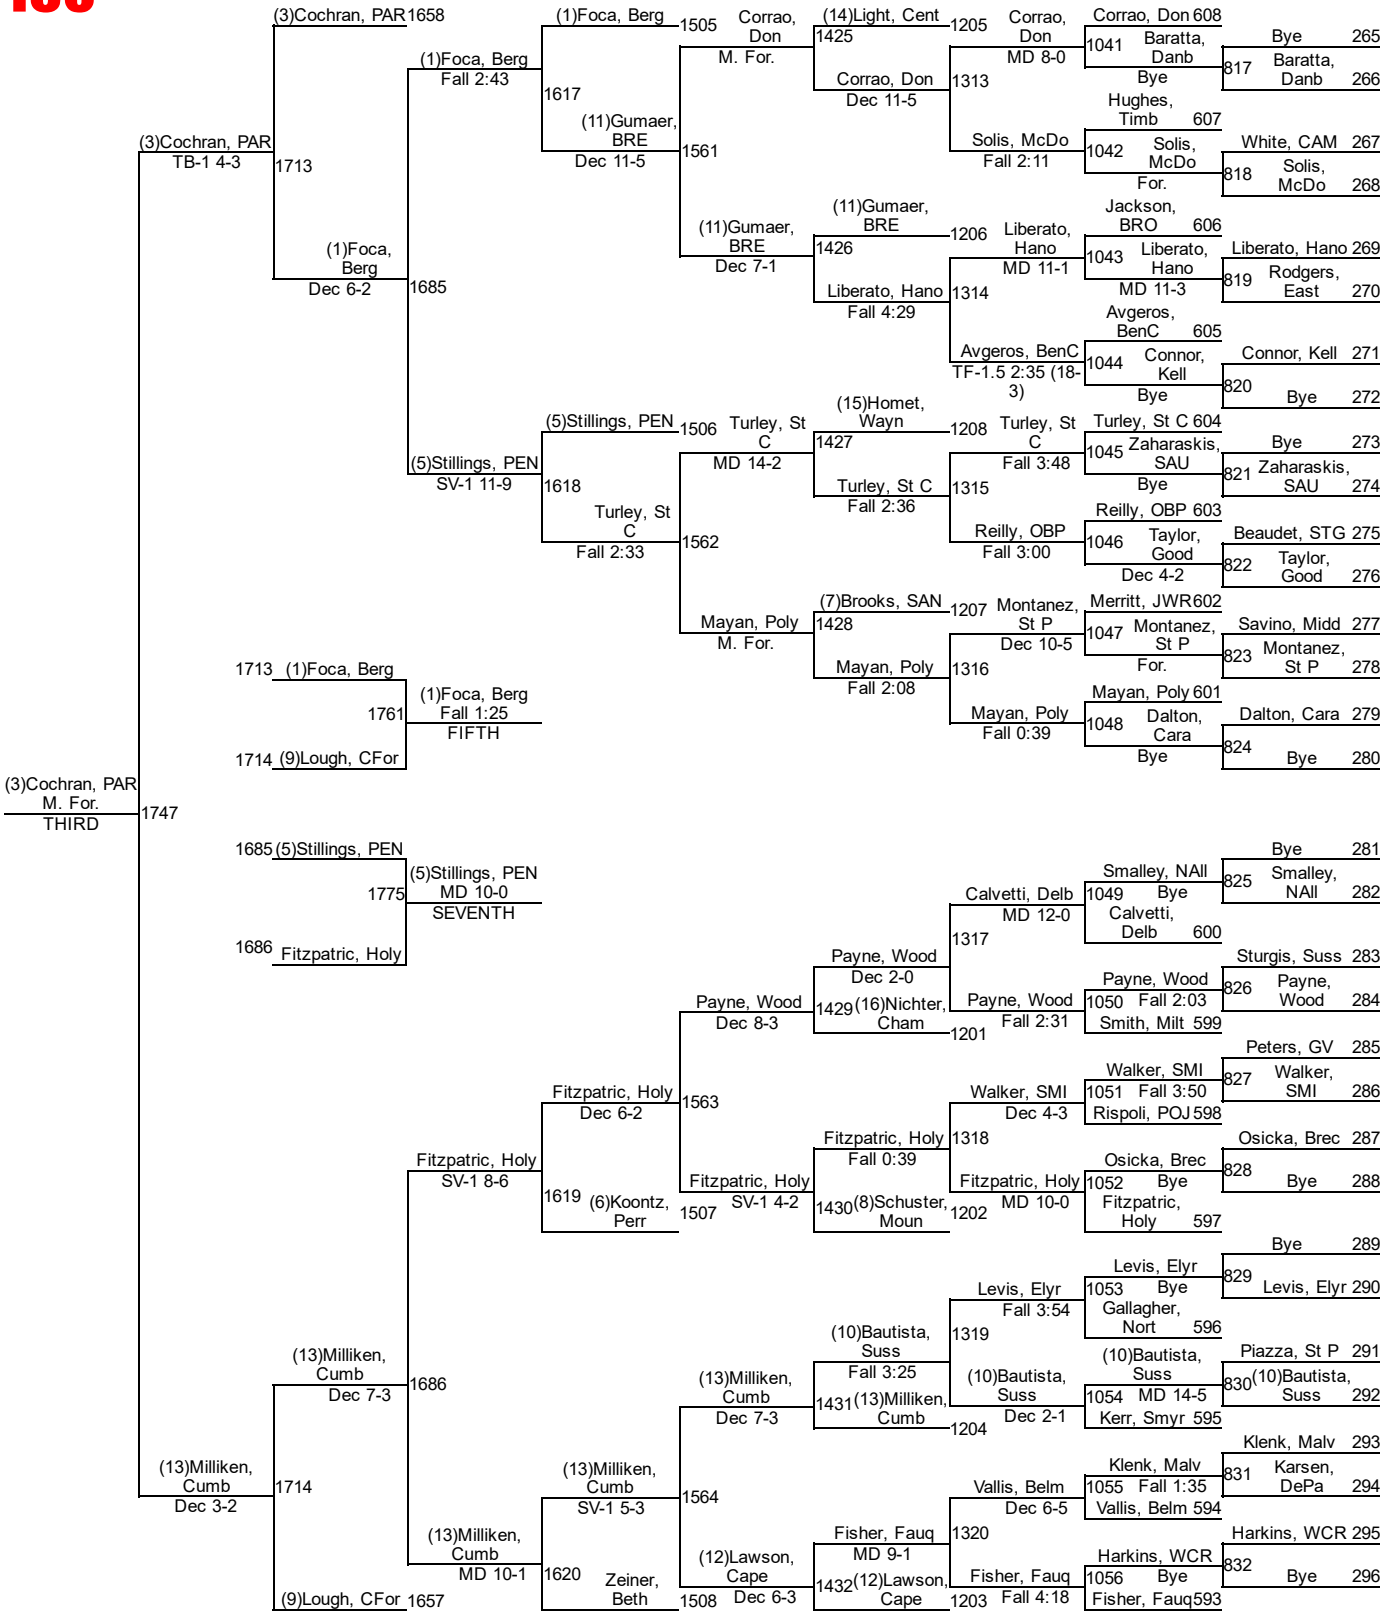 (3)Cochran, PAR 1658
(1)Foca, Berg
1505
Corrao,
Don
(14)Light, Cent
1205
Corrao,
Don
Corrao, Don 608
1425
M. For.
MD 8-0
1041
Baratta,
Danb
Bye
265
817
Baratta,
Danb
266
Bye
(1)Foca, Berg
Fall 2:43
1617
Corrao, Don
Dec 11-5
1313
Hughes,
Timb
607
(11)Gumaer,
BRE
Dec 11-5
1561
Solis, McDo
Fall 2:11
1042
Solis,
McDo
For.
White, CAM 267
818
Solis,
McDo
268
(3)Cochran, PAR
TB-1 4-3
1713
(11)Gumaer,
BRE
Dec 7-1
(11)Gumaer,
BRE
1206
1426
Liberato,
Hano
MD 11-1
Jackson,
BRO
606
1043
Liberato,
Hano
MD 11-3
Liberato, Hano 269
819
Rodgers,
East
270
(1)Foca,
Berg
Dec 6-2
1685
Liberato, Hano
Fall 4:29
1314
Avgeros,
BenC
605
Avgeros, BenC
TF-1.5 2:35 (18-
3)
1044
Connor,
Kell
Bye
Connor, Kell 271
820
Bye
272
(5)Stillings, PEN
1506
Turley, St
C
MD 14-2
(15)Homet,
Wayn
1208
1427
Turley, St
C
Fall 3:48
Turley, St C 604
1045
Zaharaskis,
SAU
Bye
Bye
273
821
Zaharaskis,
SAU
274
(5)Stillings, PEN
SV-1 11-9
1618
Turley, St C
Fall 2:36
1315
Turley, St
C
Fall 2:33
1562
Reilly, OBP
Fall 3:00
Reilly, OBP 603
1046
Taylor,
Good
Dec 4-2
Beaudet, STG 275
822
Taylor,
Good
276
Mayan, Poly
M. For.
(7)Brooks, SAN
1207
1428
Montanez,
St P
Dec 10-5
Merritt, JWR 602
1047
Montanez,
St P
For.
Savino, Midd 277
823
Montanez,
St P
278
Mayan, Poly
Fall 2:08
1316
Mayan, Poly
Fall 0:39
Mayan, Poly 601
1048
Dalton,
Cara
Bye
Dalton, Cara 279
824
Bye
280
1713 (1)Foca, Berg
1761
(1)Foca, Berg
Fall 1:25
FIFTH
1714 (9)Lough, CFor
(3)Cochran, PAR
M. For.
THIRD
1747
1685 (5)Stillings, PEN
1775
(5)Stillings, PEN
MD 10-0
SEVENTH
1686
Fitzpatric, Holy
Bye
281
825
Smalley,
NAll
282
Smalley, NAll
1049
Bye
Calvetti,
Delb
600
Calvetti, Delb
MD 12-0
1317
Payne, Wood
Dec 2-0
Sturgis, Suss 283
826
Payne,
Wood
284
Payne, Wood
1050
Fall 2:03
Smith, Milt 599
Payne, Wood
Fall 2:31
Payne, Wood
Dec 8-3
1429
(16)Nichter,
Cham
1201
Peters, GV 285
827
Walker,
SMI
286
Walker, SMI
1051
Fall 3:50
Rispoli, POJ 598
Walker, SMI
Dec 4-3
Fitzpatric, Holy
Dec 6-2
1563
Fitzpatric, Holy
Fall 0:39
1318
Osicka, Brec 287
828
Bye
288
Osicka, Brec
1052
Bye
Fitzpatric,
Holy
597
Fitzpatric, Holy
MD 10-0
Fitzpatric, Holy
SV-1 8-6
1619
(6)Koontz,
Perr
1507
Fitzpatric, Holy
SV-1 4-2
1430
(8)Schuster,
Moun
1202
Bye
289
829
Levis, Elyr 290
Levis, Elyr
1053
Bye
Gallagher,
Nort
596
Levis, Elyr
Fall 3:54
1319
(10)Bautista,
Suss
Fall 3:25
Piazza, St P 291
830
(10)Bautista,
Suss
292
(10)Bautista,
Suss
1054
MD 14-5
Kerr, Smyr 595
(10)Bautista,
Suss
Dec 2-1
(13)Milliken,
Cumb
Dec 7-3
1686
(13)Milliken,
Cumb
Dec 7-3
1431
(13)Milliken,
Cumb
1204
Klenk, Malv 293
831
Karsen,
DePa
294
Klenk, Malv
1055
Fall 1:35
Vallis, Belm 594
Vallis, Belm
Dec 6-5
(13)Milliken,
Cumb
Dec 3-2
1714
(13)Milliken,
Cumb
SV-1 5-3
1564
Fisher, Fauq
MD 9-1
1320
Harkins, WCR 295
832
Bye
296
Harkins, WCR
1056
Bye
Fisher, Fauq 593
Fisher, Fauq
Fall 4:18
(13)Milliken,
Cumb
MD 10-1
1620
Zeiner,
Beth
1508
(12)Lawson,
Cape
Dec 6-3
1432
(12)Lawson,
Cape
1203
(9)Lough, CFor 1657